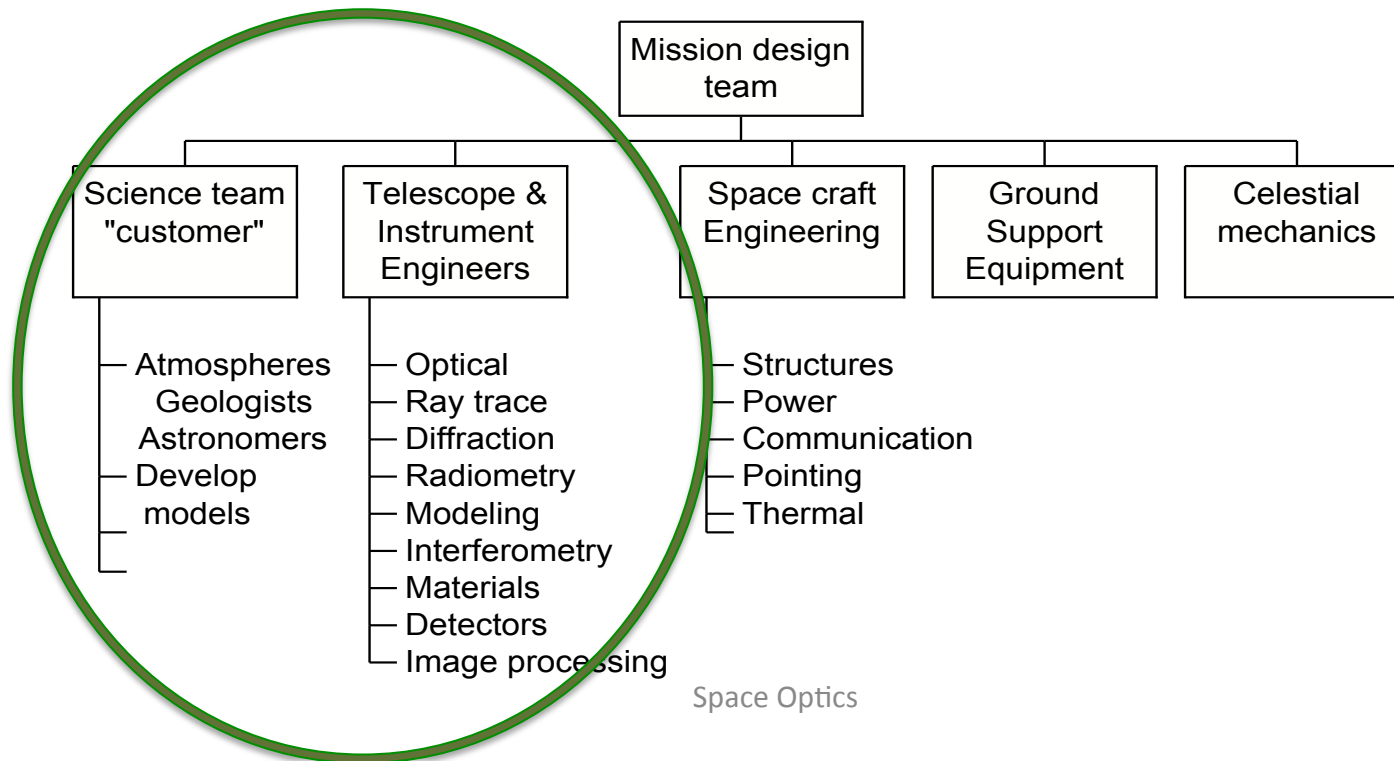 Mission design
team
Science team
"customer"
Telescope &
Instrument
Engineers
Space craft
Engineering
Ground
Support
Equipment
Celestial
mechanics
Atmospheres
Geologists
Astronomers
Develop
models
Optical
Ray trace
Diffraction
Radiometry
Modeling
Interferometry
Materials
Detectors
Image processing
Structures
Power
Communication
Pointing
Thermal
Space Optics